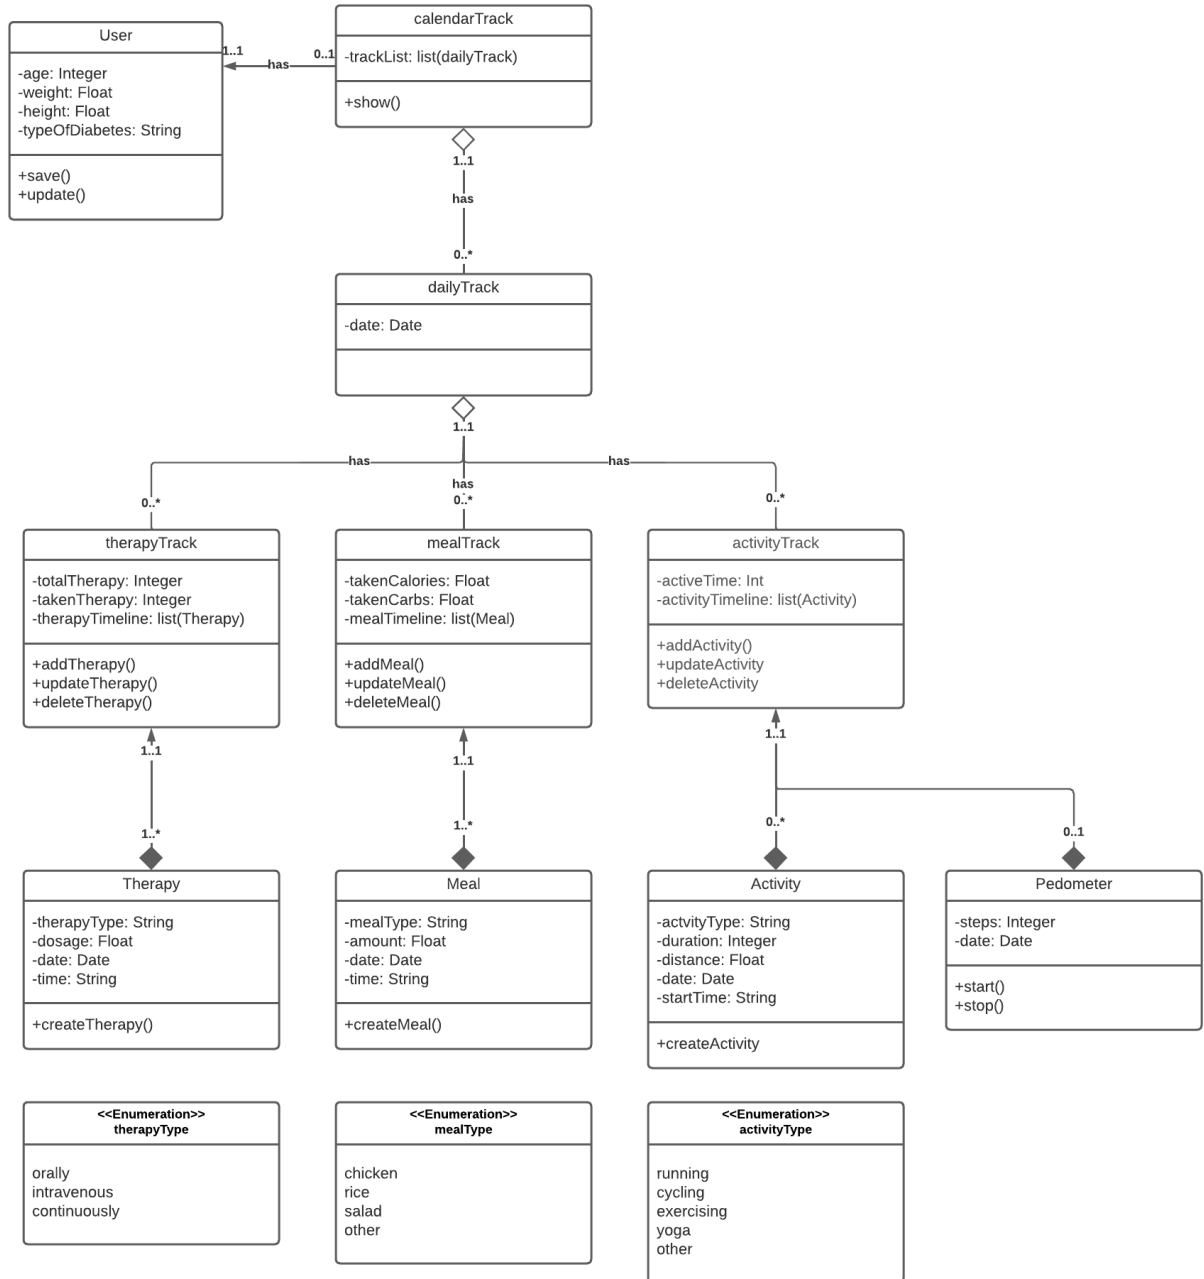 User
-age: Integer
-weight: Float
-height: Float
-typeOfDiabetes: String
+save()
+update()
1..1
has
0..1
calendarTrack
-trackList: list(dailyTrack)
+show()
1..1
has
0..*
dailyTrack
-date: Date
1..1
has
has
has
0..*
0..*
0..*
therapyTrack
-totalTherapy: Integer
-takenTherapy: Integer
-therapyTimeline: list(Therapy)
+addTherapy()
+updateTherapy()
+deleteTherapy()
mealTrack
-takenCalories: Float
-takenCarbs: Float
-mealTimeline: list(Meal)
+addMeal()
+updateMeal()
+deleteMeal()
activityTrack
-activeTime: Int
-activityTimeline: list(Activity)
+addActivity()
+updateActivity
+deleteActivity
1..1
1..*
1..1
1..*
1..1
0..*
0..1
Therapy
-therapyType: String
-dosage: Float
-date: Date
-time: String
+createTherapy()
Meal
-mealType: String
-amount: Float
-date: Date
-time: String
+createMeal()
Activity
-actvityType: String
-duration: Integer
-distance: Float
-date: Date
-startTime: String
+createActivity
Pedometer
-steps: Integer
-date: Date
+start()
+stop()
<<Enumeration>>
therapyType
orally
intravenous
continuously
<<Enumeration>>
mealType
chicken
rice
salad
other
<<Enumeration>>
activityType
running
cycling
exercising
yoga
other